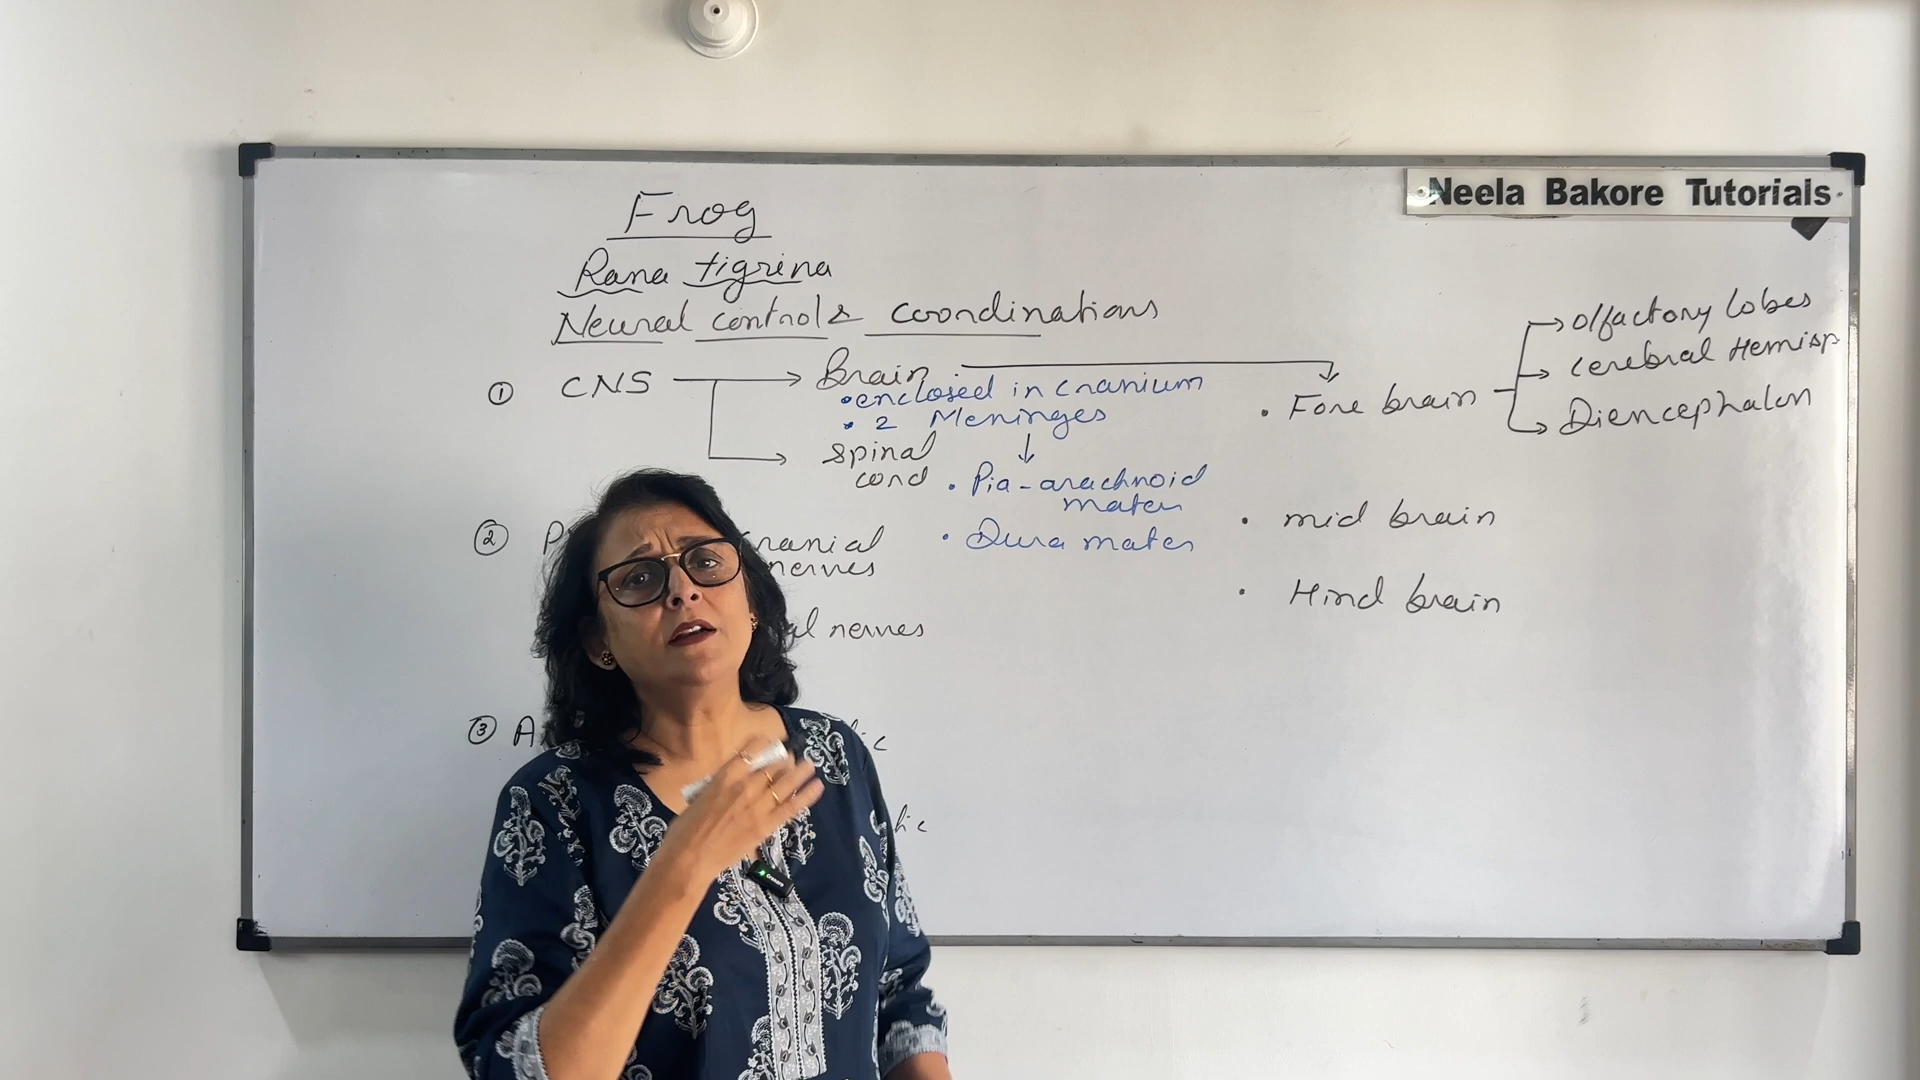 Neela Bakore Tutorials
Frog
Rana tigrina
Neural control & coordinations
① CNS
Brain
• enclosed in cranium
• 2 Meninges
spinal
cord
• Pia-arachnoid
mater
• Dura mater
②
nerves
nerves
③
• Fore brain
olfactory lobes
cerebral Hemisp
Diencephalon
• mid brain
• Hind brain